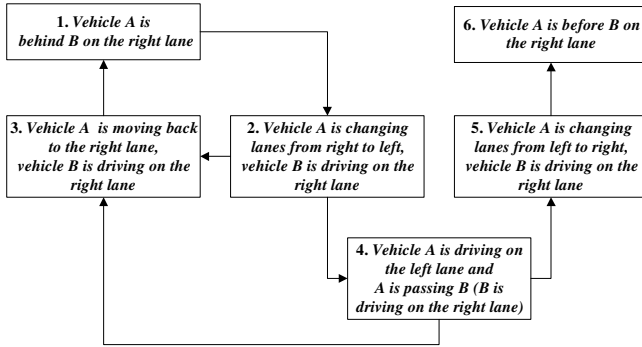 1. Vehicle A is
behind B on the right lane
6. Vehicle A is before B on
the right lane
3. Vehicle A is moving back
to the right lane,
vehicle B is driving on the
right lane
2. Vehicle A is changing
lanes from right to left,
vehicle B is driving on the
right lane
5. Vehicle A is changing
lanes from left to right,
vehicle B is driving on the
right lane
4. Vehicle A is driving on
the left lane and
A is passing B (B is
driving on the right lane)